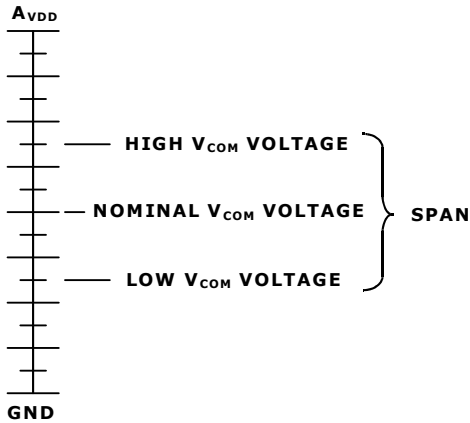 AVDD
HIGH VCOM VOLTAGE
NOMINAL VCOM VOLTAGE
SPAN
LOW VCOM VOLTAGE
GND